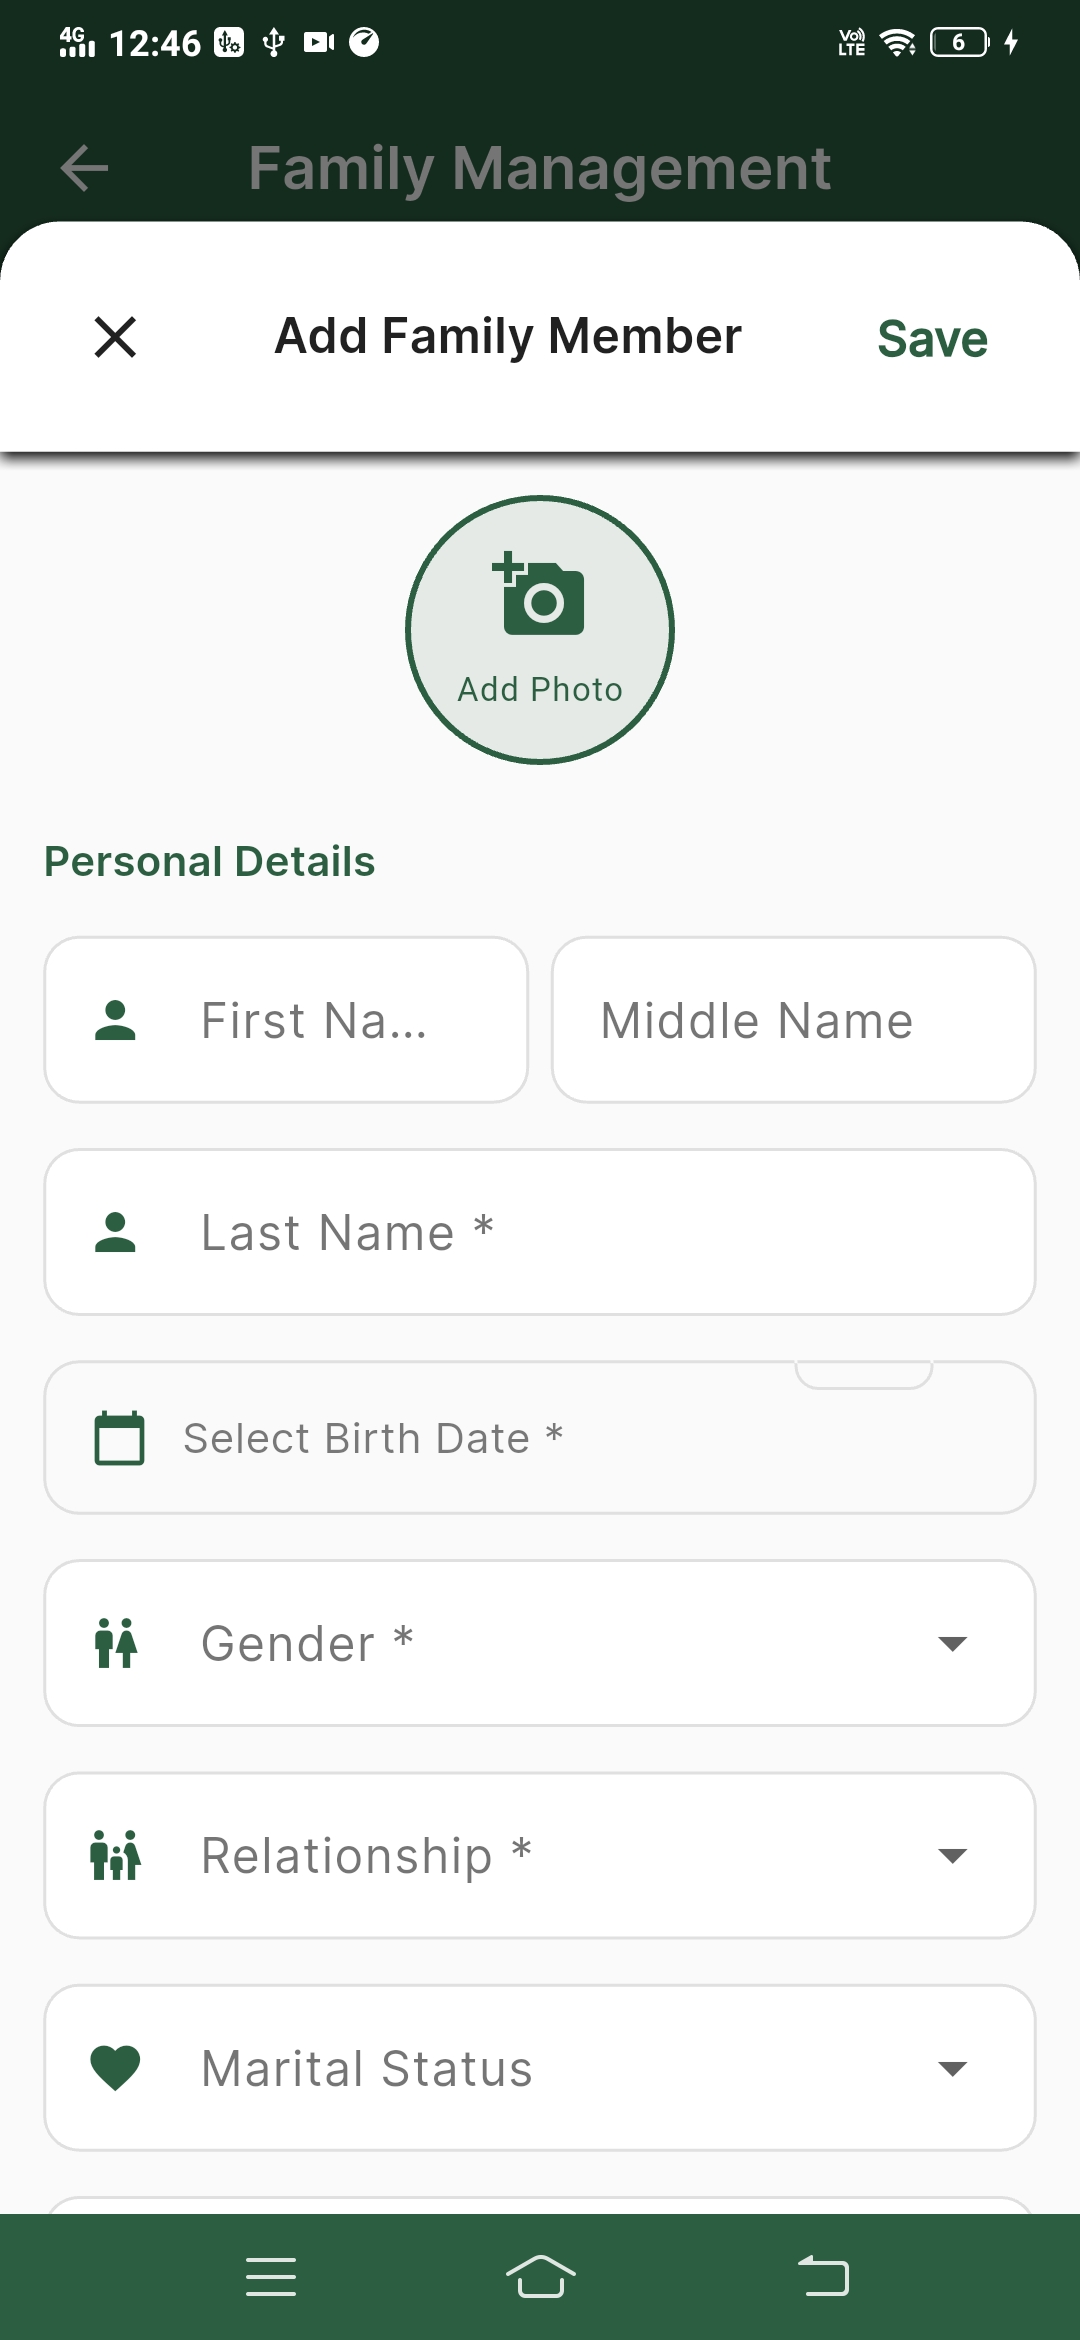 4G 12:46 Vo) LTE 6
Family Management
Add Family Member Save
Add Photo
Personal Details
First Na... Middle Name
Last Name *
Select Birth Date *
Gender *
Relationship *
Marital Status